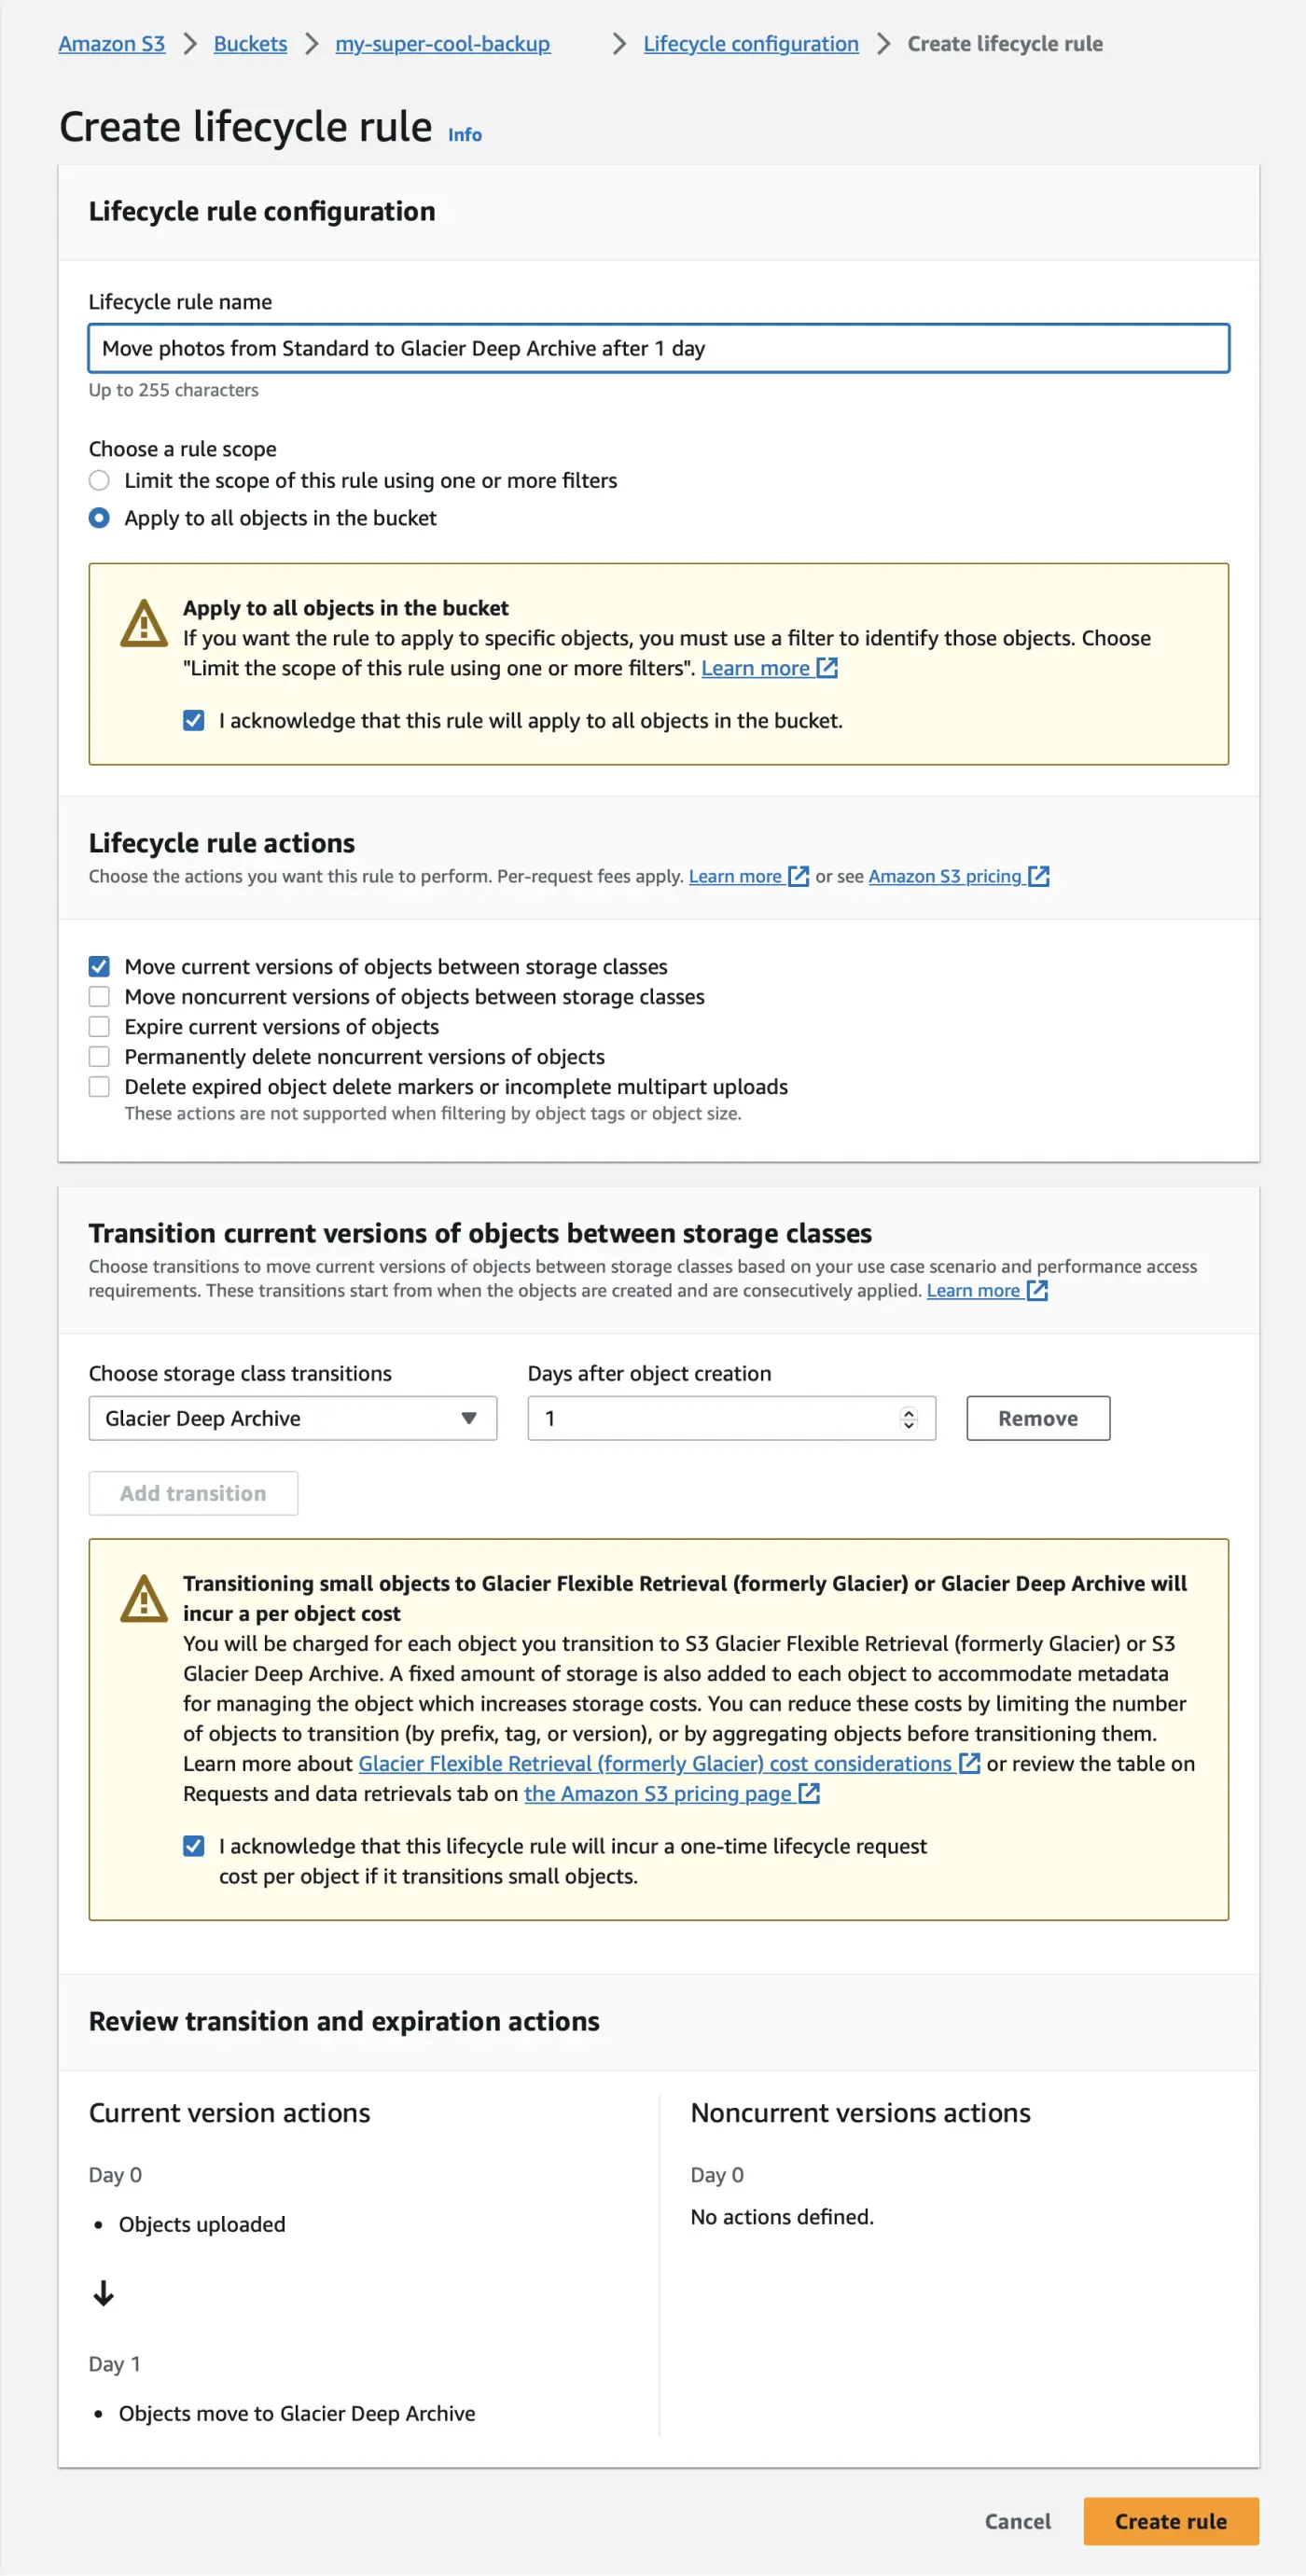 Amazon S3 > Buckets > my-super-cool-backup > Lifecycle configuration > Create lifecycle rule
Create lifecycle rule Info
Lifecycle rule configuration
Lifecycle rule name
Move photos from Standard to Glacier Deep Archive after 1 day
Up to 255 characters
Choose a rule scope
Limit the scope of this rule using one or more filters
Apply to all objects in the bucket
Apply to all objects in the bucket
If you want the rule to apply to specific objects, you must use a filter to identify those objects. Choose
"Limit the scope of this rule using one or more filters". Learn more
I acknowledge that this rule will apply to all objects in the bucket.
Lifecycle rule actions
Choose the actions you want this rule to perform. Per-request fees apply. Learn more or see Amazon S3 pricing
Move current versions of objects between storage classes
Move noncurrent versions of objects between storage classes
Expire current versions of objects
Permanently delete noncurrent versions of objects
Delete expired object delete markers or incomplete multipart uploads
These actions are not supported when filtering by object tags or object size.
Transition current versions of objects between storage classes
Choose transitions to move current versions of objects between storage classes based on your use case scenario and performance access
requirements. These transitions start from when the objects are created and are consecutively applied. Learn more
Choose storage class transitions Days after object creation
Glacier Deep Archive 1 Remove
Add transition
Transitioning small objects to Glacier Flexible Retrieval (formerly Glacier) or Glacier Deep Archive will
incur a per object cost
You will be charged for each object you transition to S3 Glacier Flexible Retrieval (formerly Glacier) or S3
Glacier Deep Archive. A fixed amount of storage is also added to each object to accommodate metadata
for managing the object which increases storage costs. You can reduce these costs by limiting the number
of objects to transition (by prefix, tag, or version), or by aggregating objects before transitioning them.
Learn more about Glacier Flexible Retrieval (formerly Glacier) cost considerations or review the table on
Requests and data retrievals tab on the Amazon S3 pricing page
I acknowledge that this lifecycle rule will incur a one-time lifecycle request
cost per object if it transitions small objects.
Review transition and expiration actions
Current version actions
Day 0
• Objects uploaded
↓
Day 1
• Objects move to Glacier Deep Archive
Noncurrent versions actions
Day 0
No actions defined.
Cancel Create rule